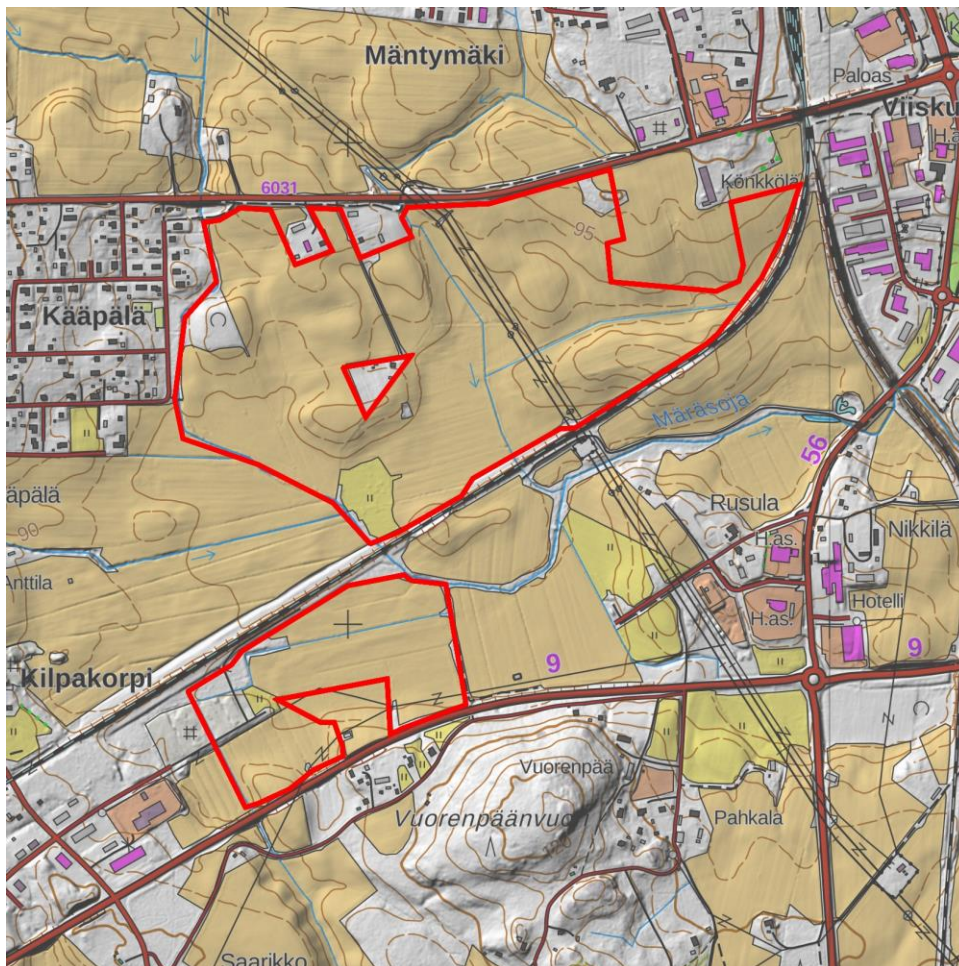 Mäntymäki
Paloas
Viisku
H.a
6031
Könkkölä
95
Kääpälä
Märäsoja
56
äpälä
90
Rusula
H.as.
Nikkilä
Anttila
Hotelli
H.as.
Kilpakorpi
9
9
Vuorenpää
Vuorenpäänvuo
Pahkala
Saarikko